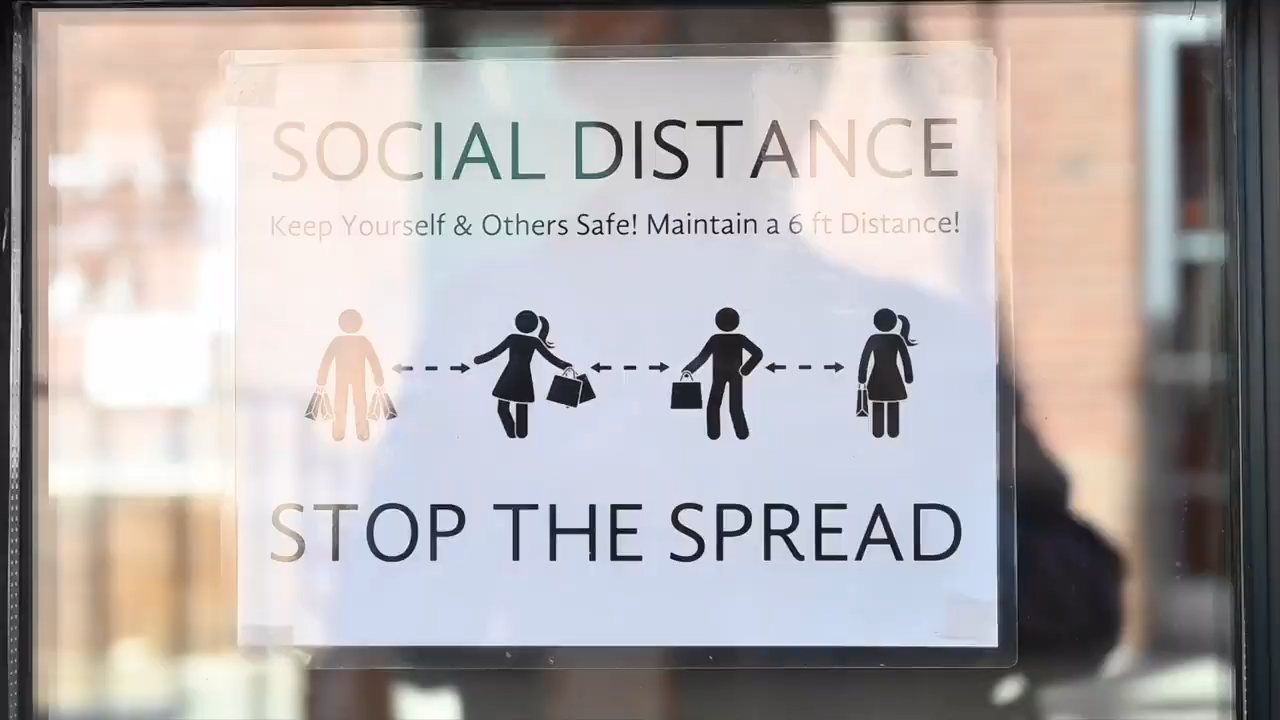 SOCIAL DISTANCE
Keep Yourself & Others Safe! Maintain a 6 ft Distance!
STOP THE SPREAD